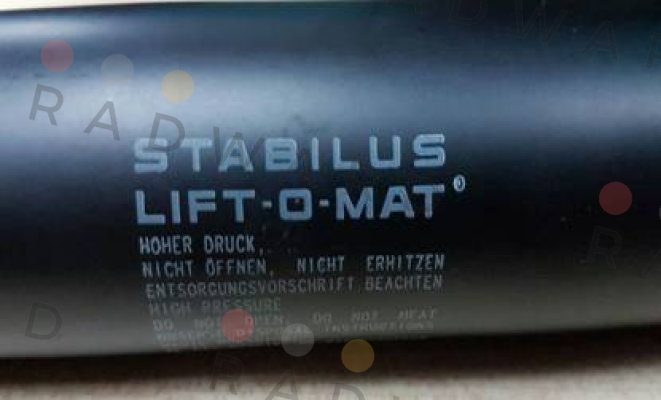 STABILUS
LIFT-O-MAT®
HOHER DRUCK,
NICHT ÖFFNEN, NICHT ERHITZEN
ENTSORGUNGSVORSCHRIFT BEACHTEN
HIGH PRESSURE
DO NOT OPEN, DO NOT HEAT
INSTRUCTIONS